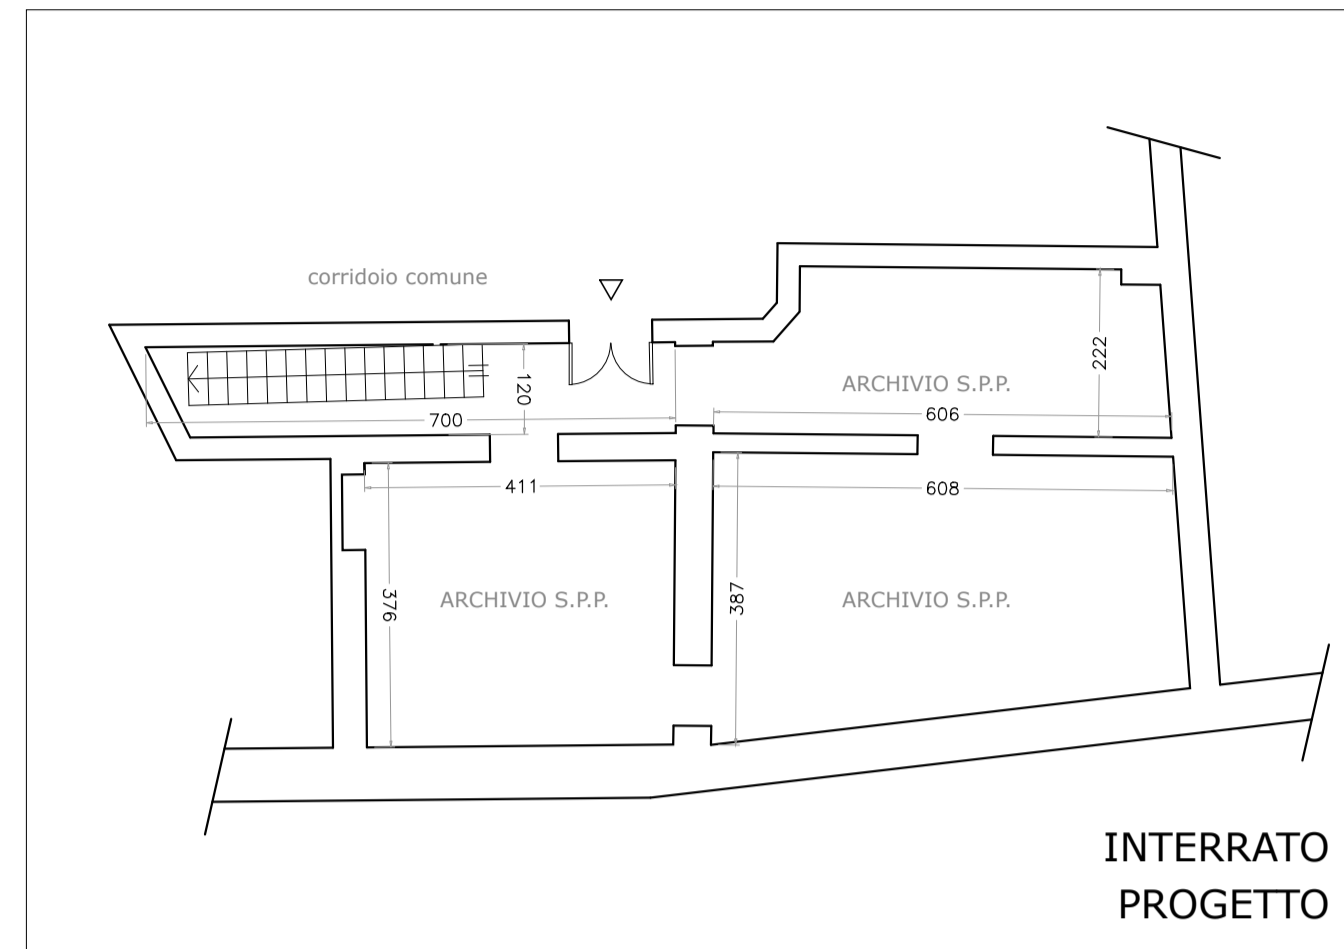 corridoio comune
222
120
ARCHIVIO S.P.P.
700
606
411
608
376
ARCHIVIO S.P.P.
387
ARCHIVIO S.P.P.
INTERRATO
PROGETTO